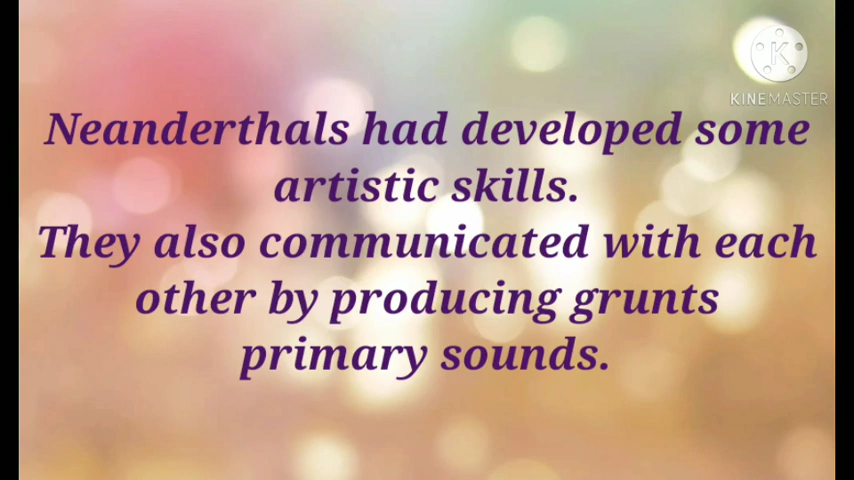 KINEMASTER
Neanderthals had developed some
artistic skills.
They also communicated with each
other by producing grunts
primary sounds.